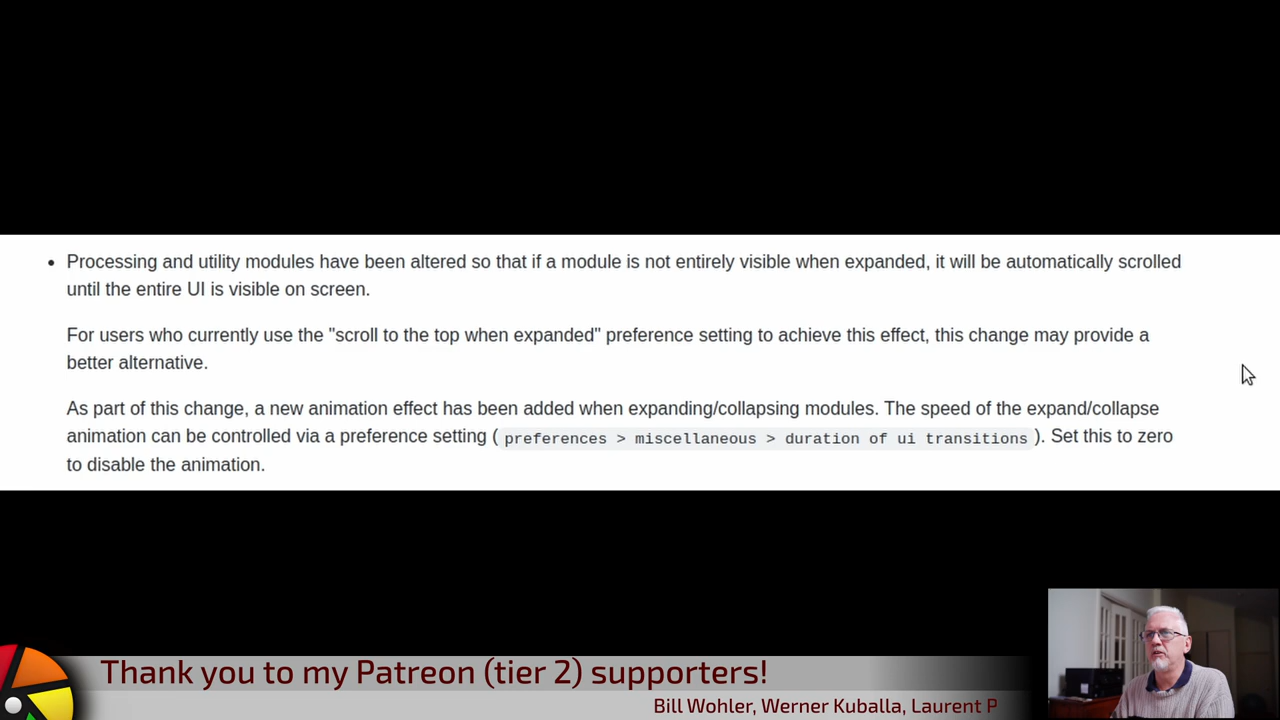 Processing and utility modules have been altered so that if a module is not entirely visible when expanded, it will be automatically scrolled
until the entire UI is visible on screen.
For users who currently use the "scroll to the top when expanded" preference setting to achieve this effect, this change may provide a
better alternative.
As part of this change, a new animation effect has been added when expanding/collapsing modules. The speed of the expand/collapse
animation can be controlled via a preference setting ( preferences > miscellaneous > duration of ui transitions ). Set this to zero
to disable the animation.
Thank you to my Patreon (tier 2) supporters!
Bill Wohler, Werner Kuballa, Laurent P